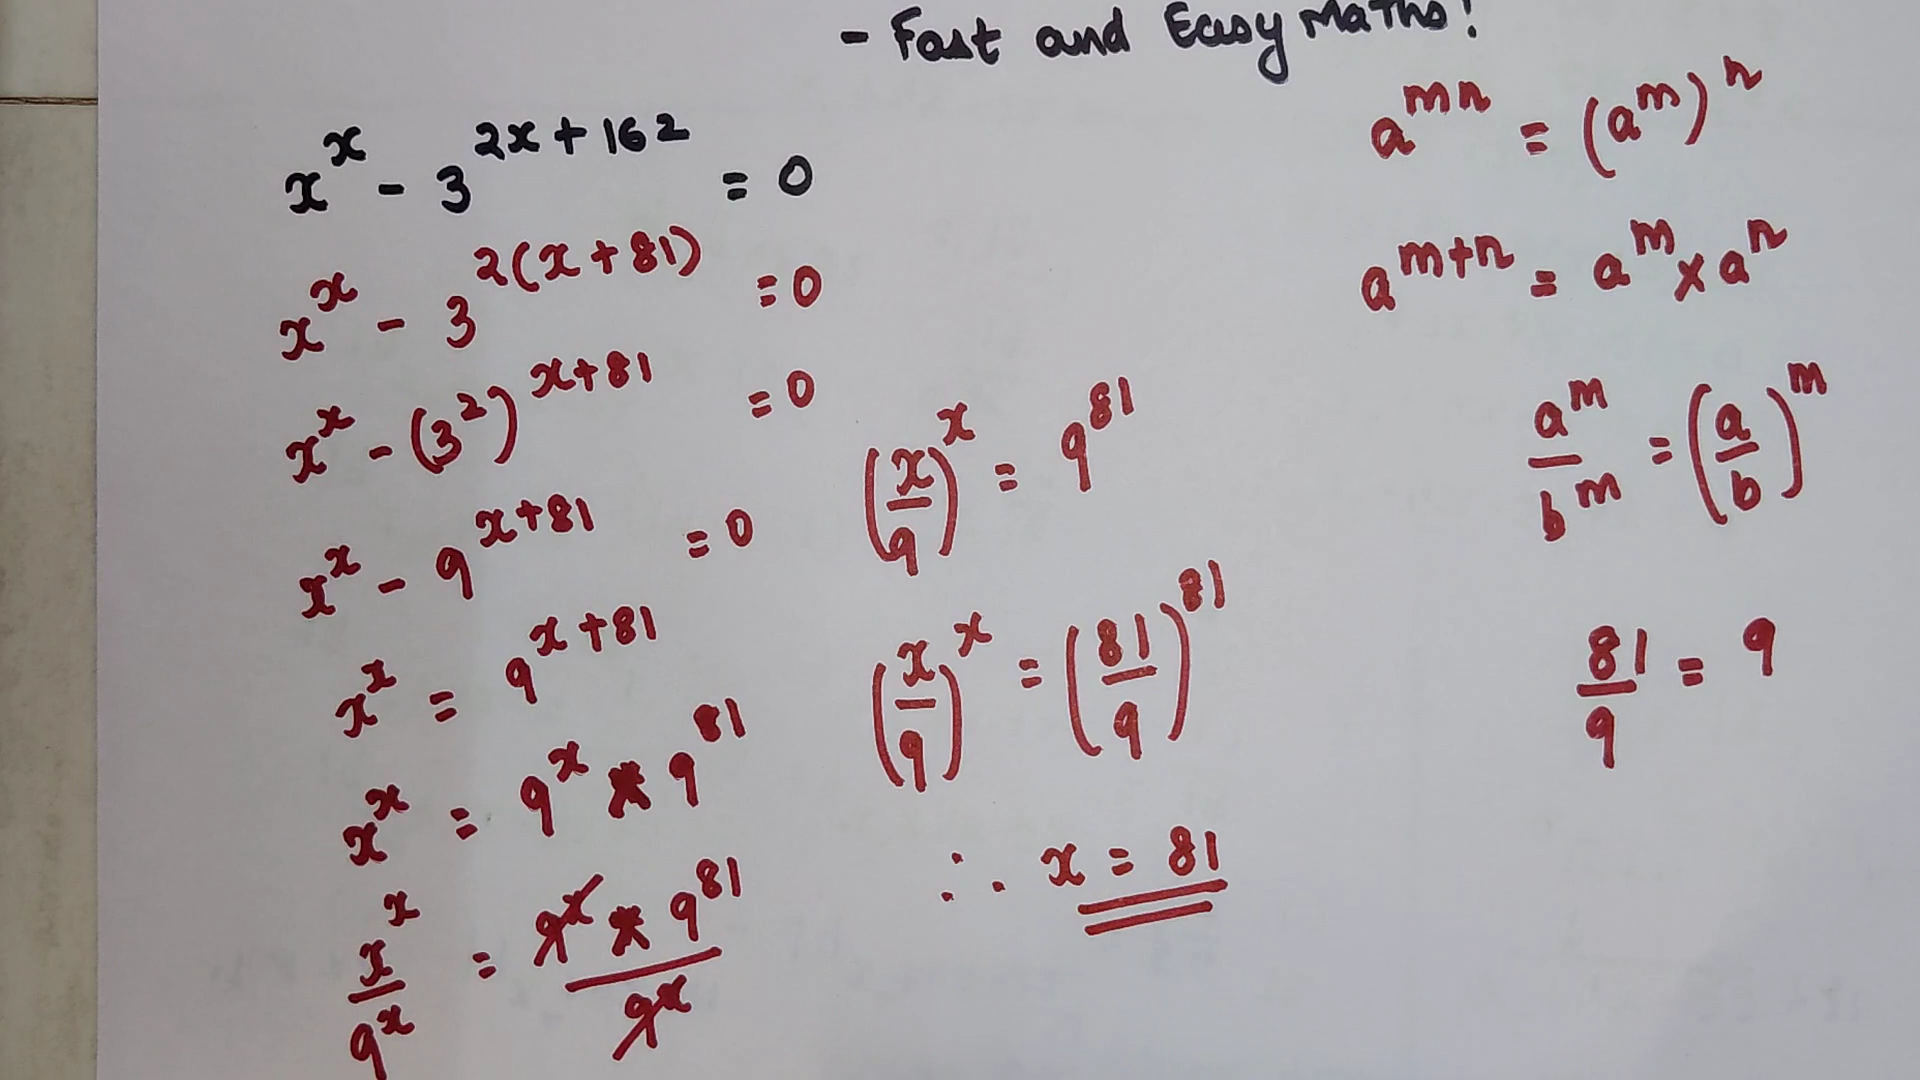 - Fast and Easy Maths!
x^x - 3^(2x+162) = 0
x^x - 3^(2(x+81)) = 0
x^x - (3^2)^(x+81) = 0
x^x - 9^(x+81) = 0
x^x = 9^(x+81)
x^x = 9^x * 9^81
x^x/9^x = 9^x * 9^81/9^x
(x/9)^x = 9^81
(x/9)^x = (81/9)^81
∴ x = 81
a^(mn) = (a^m)^n
a^(m+n) = a^m × a^n
a^m/b^m = (a/b)^m
81/9 = 9